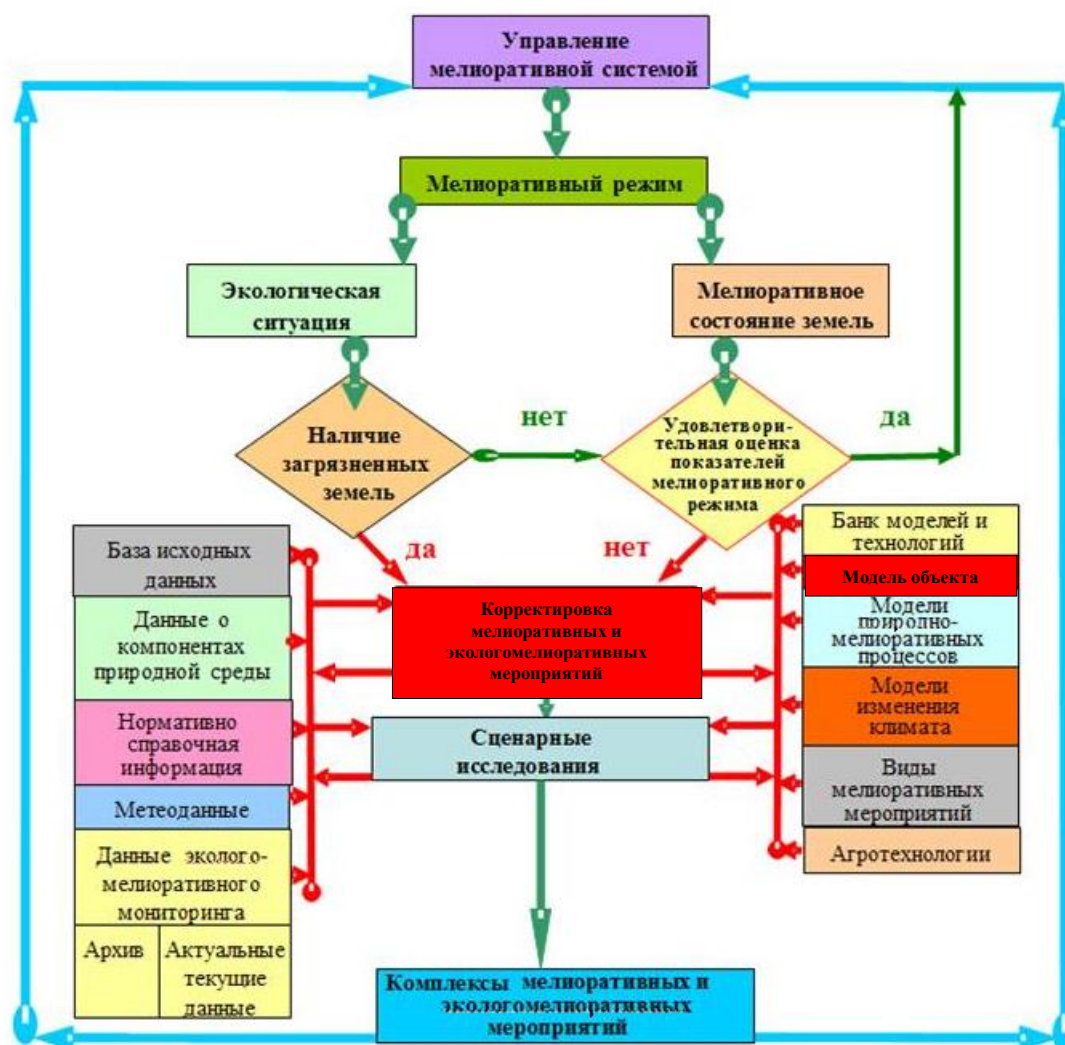 Управление
мелиоративной системой
Мелиоративный режим
Экологическая
ситуация
Мелиоративное
состояние земель
Наличие
загрязненных
земель
нет
Удовлетвори-
тельная оценка
показателей
мелиоративного
режима
да
да
нет
База исходных
данных
Данные о
компонентах
природной среды
Нормативно
справочная
информация
Метеоданные
Данные эколого-
мелиоративного
мониторинга
Архив
Актуальные
текущие
данные
Корректировка
мелиоративных и
экологомелиоративных
мероприятий
Сценарные
исследования
Банк моделей и
технологий
Модель объекта
Модели
природно-
мелиоративных
процессов
Модели
изменения
климата
Виды
мелиоративных
мероприятий
Агротехнологии
Комплексы мелиоративных и
экологомелиоративных
мероприятий